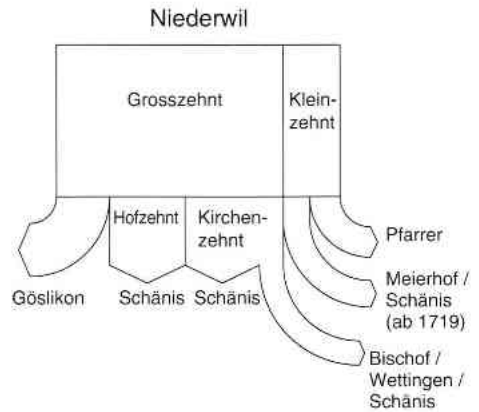 Niederwil
Grosszehnt
Klein-
zehnt
Hofzehnt
Kirchen-
zehnt
Göslikon
Schänis
Schänis
Pfarrer
Meierhof /
Schänis
(ab 1719)
Bischof /
Wettingen /
Schänis